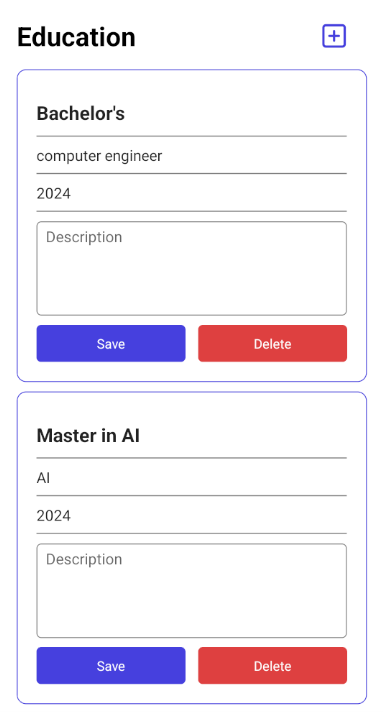 Education
Bachelor's
computer engineer
2024
Description
Save Delete
Master in AI
AI
2024
Description
Save Delete